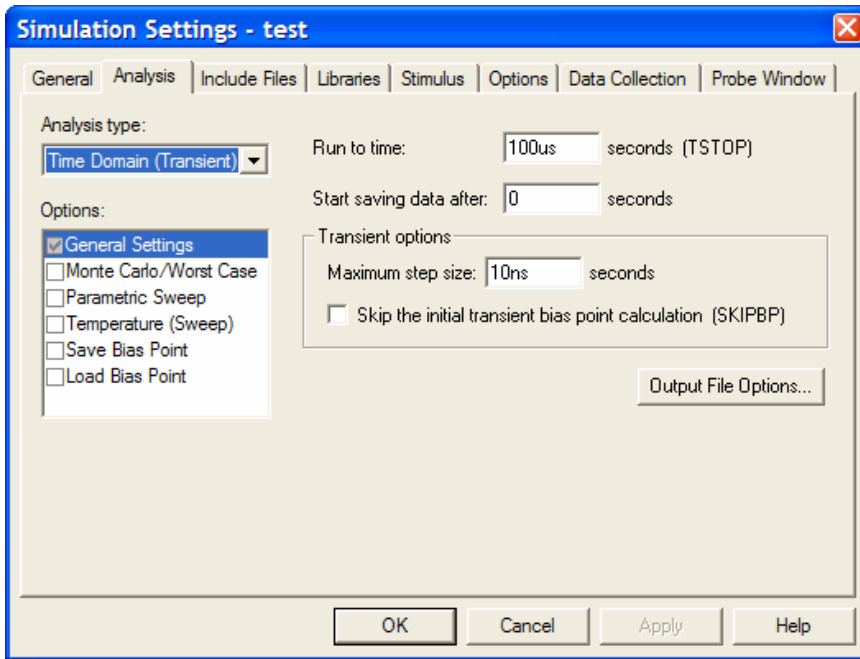 Simulation Settings - test
General Analysis Include Files Libraries Stimulus Options Data Collection Probe Window
Analysis type:
Time Domain (Transient)
Options:
General Settings
Monte Carlo/Worst Case
Parametric Sweep
Temperature (Sweep)
Save Bias Point
Load Bias Point
Run to time: 100us seconds (TSTOP)
Start saving data after: 0 seconds
Transient options
Maximum step size: 10ns seconds
Skip the initial transient bias point calculation (SKIPBP)
Output File Options...
OK Cancel Apply Help